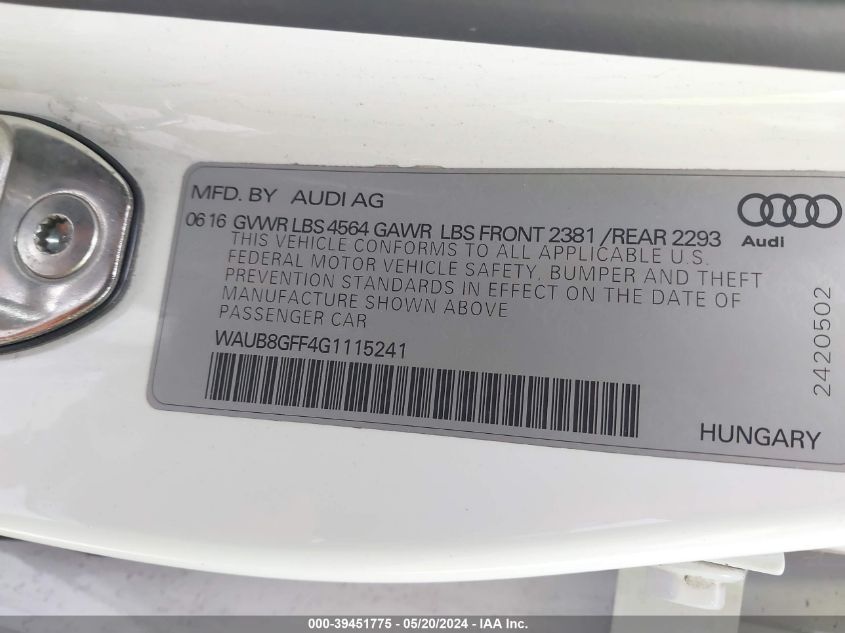 MFD. BY AUDI AG
06 16 GVWR LBS 4564 GAWR LBS FRONT 2381 /REAR 2293
THIS VEHICLE CONFORMS TO ALL APPLICABLE U.S.
FEDERAL MOTOR VEHICLE SAFETY, BUMPER AND THEFT
PREVENTION STANDARDS IN EFFECT ON THE DATE OF
MANUFACTURE SHOWN ABOVE
PASSENGER CAR
WAUB8GFF4G1115241
Audi
2420502
HUNGARY
000-39451775 - 05/20/2024 - IAAI.com